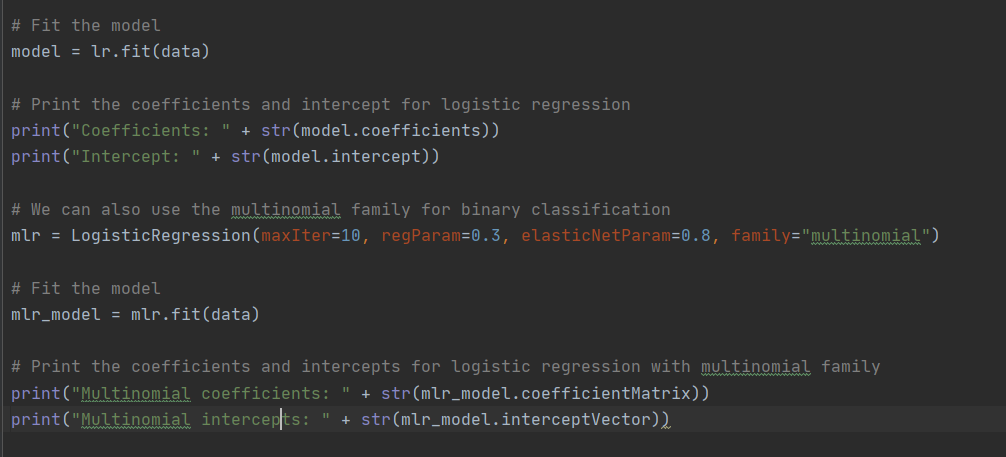 # Fit the model
model = lr.fit(data)
# Print the coefficients and intercept for logistic regression
print("Coefficients: " + str(model.coefficients))
print("Intercept: " + str(model.intercept))
# We can also use the multinomial family for binary classification
mlr = LogisticRegression(maxIter=10, regParam=0.3, elasticNetParam=0.8, family="multinomial")
# Fit the model
mlr_model = mlr.fit(data)
# Print the coefficients and intercepts for logistic regression with multinomial family
print("Multinomial coefficients: " + str(mlr_model.coefficientMatrix))
print("Multinomial intercepts: " + str(mlr_model.interceptVector))